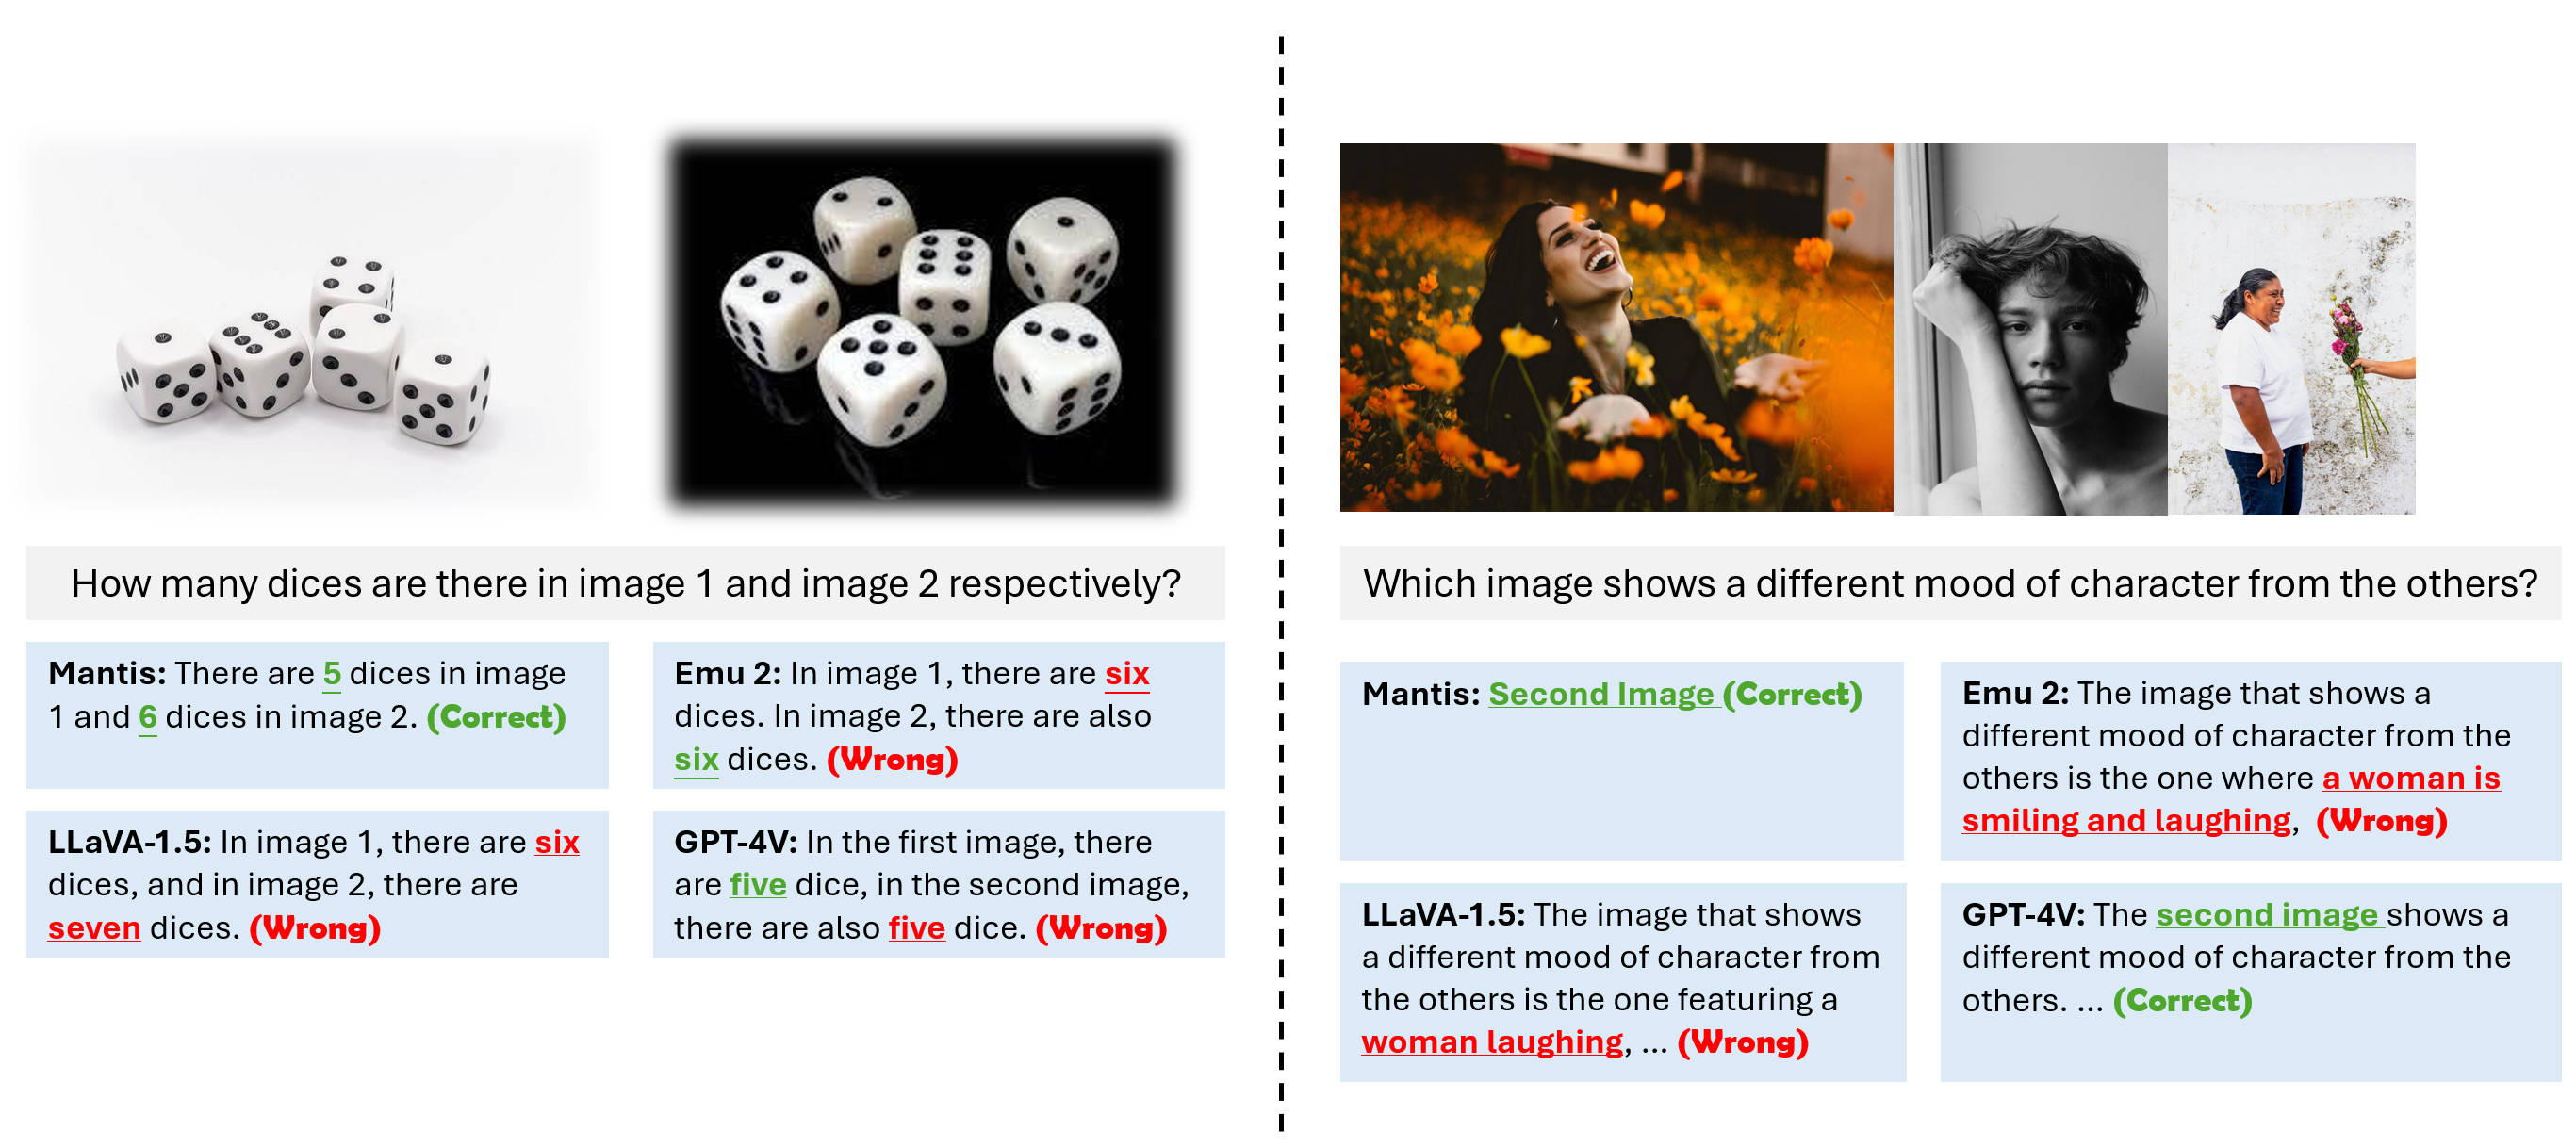 How many dices are there in image 1 and image 2 respectively?
Mantis: There are 5 dices in image
1 and 6 dices in image 2. (Correct)
Emu 2: In image 1, there are six
dices. In image 2, there are also
six dices. (Wrong)
LLaVA-1.5: In image 1, there are six
dices, and in image 2, there are
seven dices. (Wrong)
GPT-4V: In the first image, there
are five dice, in the second image,
there are also five dice. (Wrong)
Which image shows a different mood of character from the others?
Mantis: Second Image (Correct)
Emu 2: The image that shows a
different mood of character from the
others is the one where a woman is
smiling and laughing, (Wrong)
LLaVA-1.5: The image that shows
a different mood of character from
the others is the one featuring a
woman laughing, ... (Wrong)
GPT-4V: The second image shows a
different mood of character from the
others. ... (Correct)